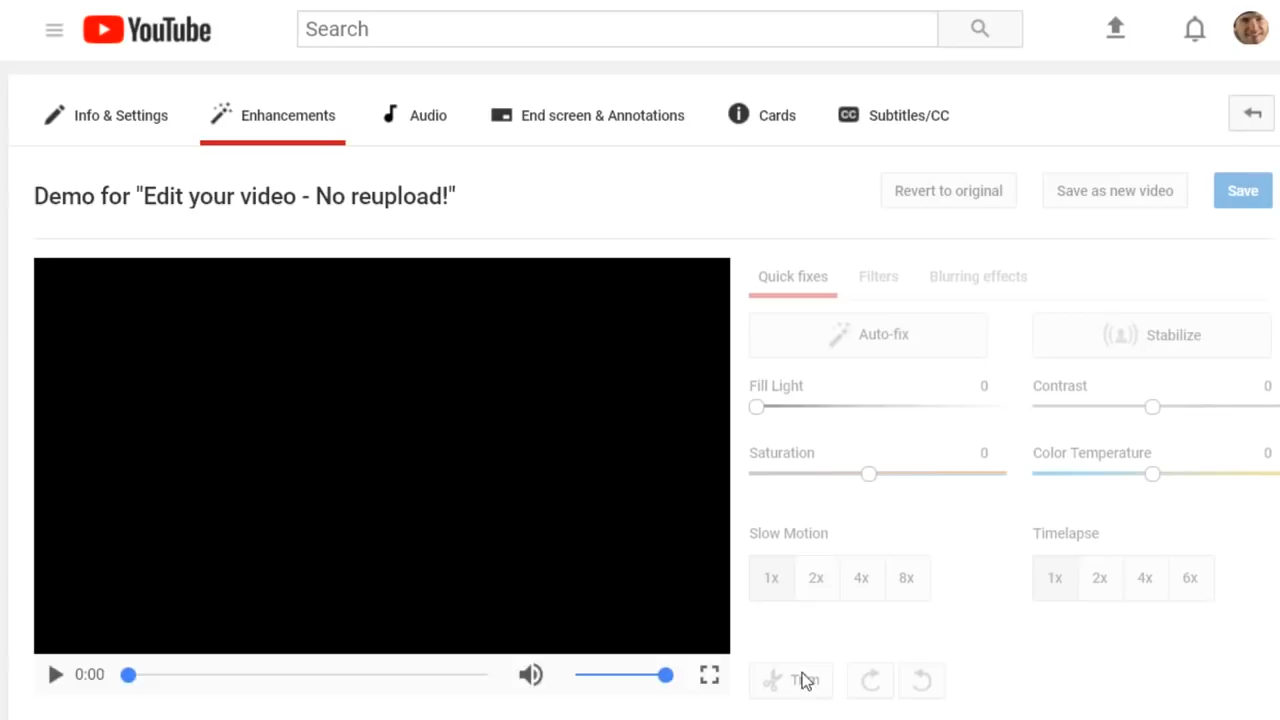 YouTube
Search
Info & Settings
Enhancements
Audio
End screen & Annotations
Cards
CC Subtitles/CC
Demo for "Edit your video - No reupload!"
Revert to original
Save as new video
Save
Quick fixes
Filters
Blurring effects
Auto-fix
Stabilize
Fill Light 0
Contrast 0
Saturation 0
Color Temperature 0
Slow Motion
Timelapse
1x 2x 4x 8x
1x 2x 4x 6x
0:00
Trim